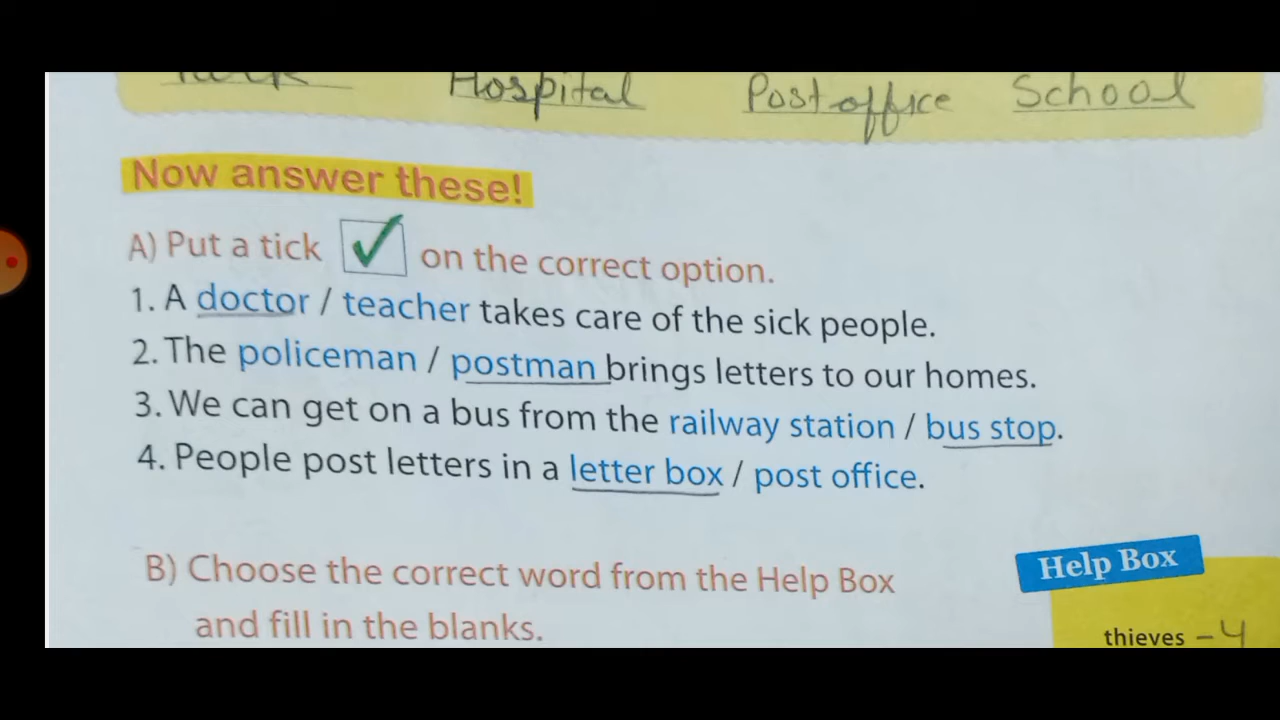 Hospital Post office School
Now answer these!
A) Put a tick ✓ on the correct option.
1. A doctor / teacher takes care of the sick people.
2. The policeman / postman brings letters to our homes.
3. We can get on a bus from the railway station / bus stop.
4. People post letters in a letter box / post office.
B) Choose the correct word from the Help Box
and fill in the blanks.
Help Box
thieves – 4